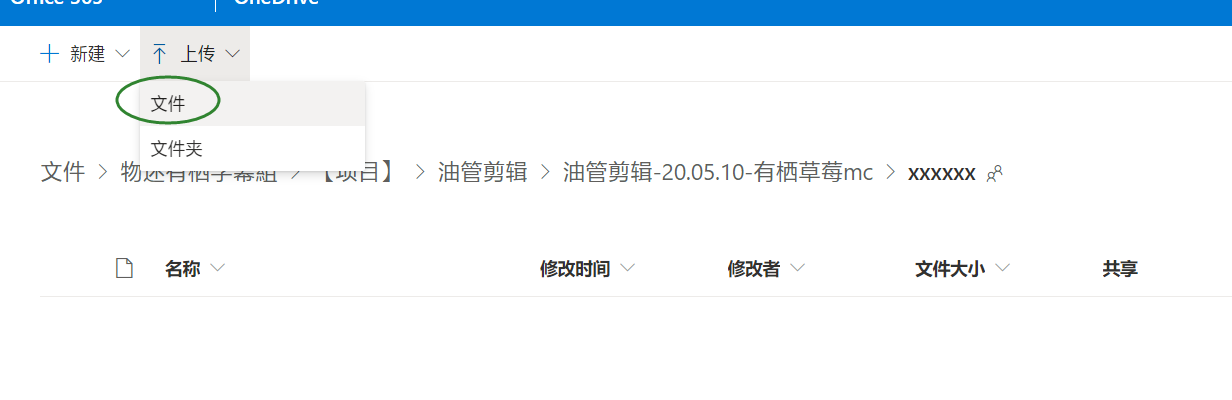 Office 365 OneDrive
新建 上传
文件
文件夹
文件 物述有栖字幕組 【项目】 油管剪辑 油管剪辑-20.05.10-有栖草莓mc xxxxxx
名称 修改时间 修改者 文件大小 共享